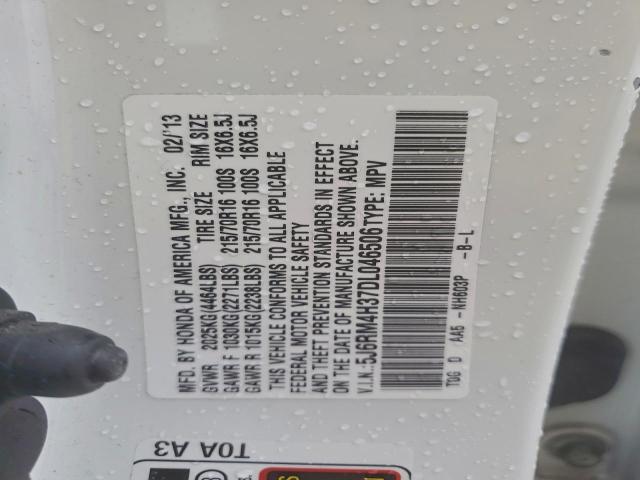 MFD. BY HONDA OF AMERICA MFG., INC. 02/13
GVWR 2025KG(4464LBS) TIRE SIZE RIM SIZE
GAWR F 1030KG(2271LBS) 215/70R16 100S 16X6.5J
GAWR R 1015KG(2238LBS) 215/70R16 100S 16X6.5J
THIS VEHICLE CONFORMS TO ALL APPLICABLE
FEDERAL MOTOR VEHICLE SAFETY
AND THEFT PREVENTION STANDARDS IN EFFECT
ON THE DATE OF MANUFACTURE SHOWN ABOVE.
V.I.N.: 5J6RM4H37DL046506 TYPE: MPV
TDG D AA5 -NH603P -B-L
T0A A3